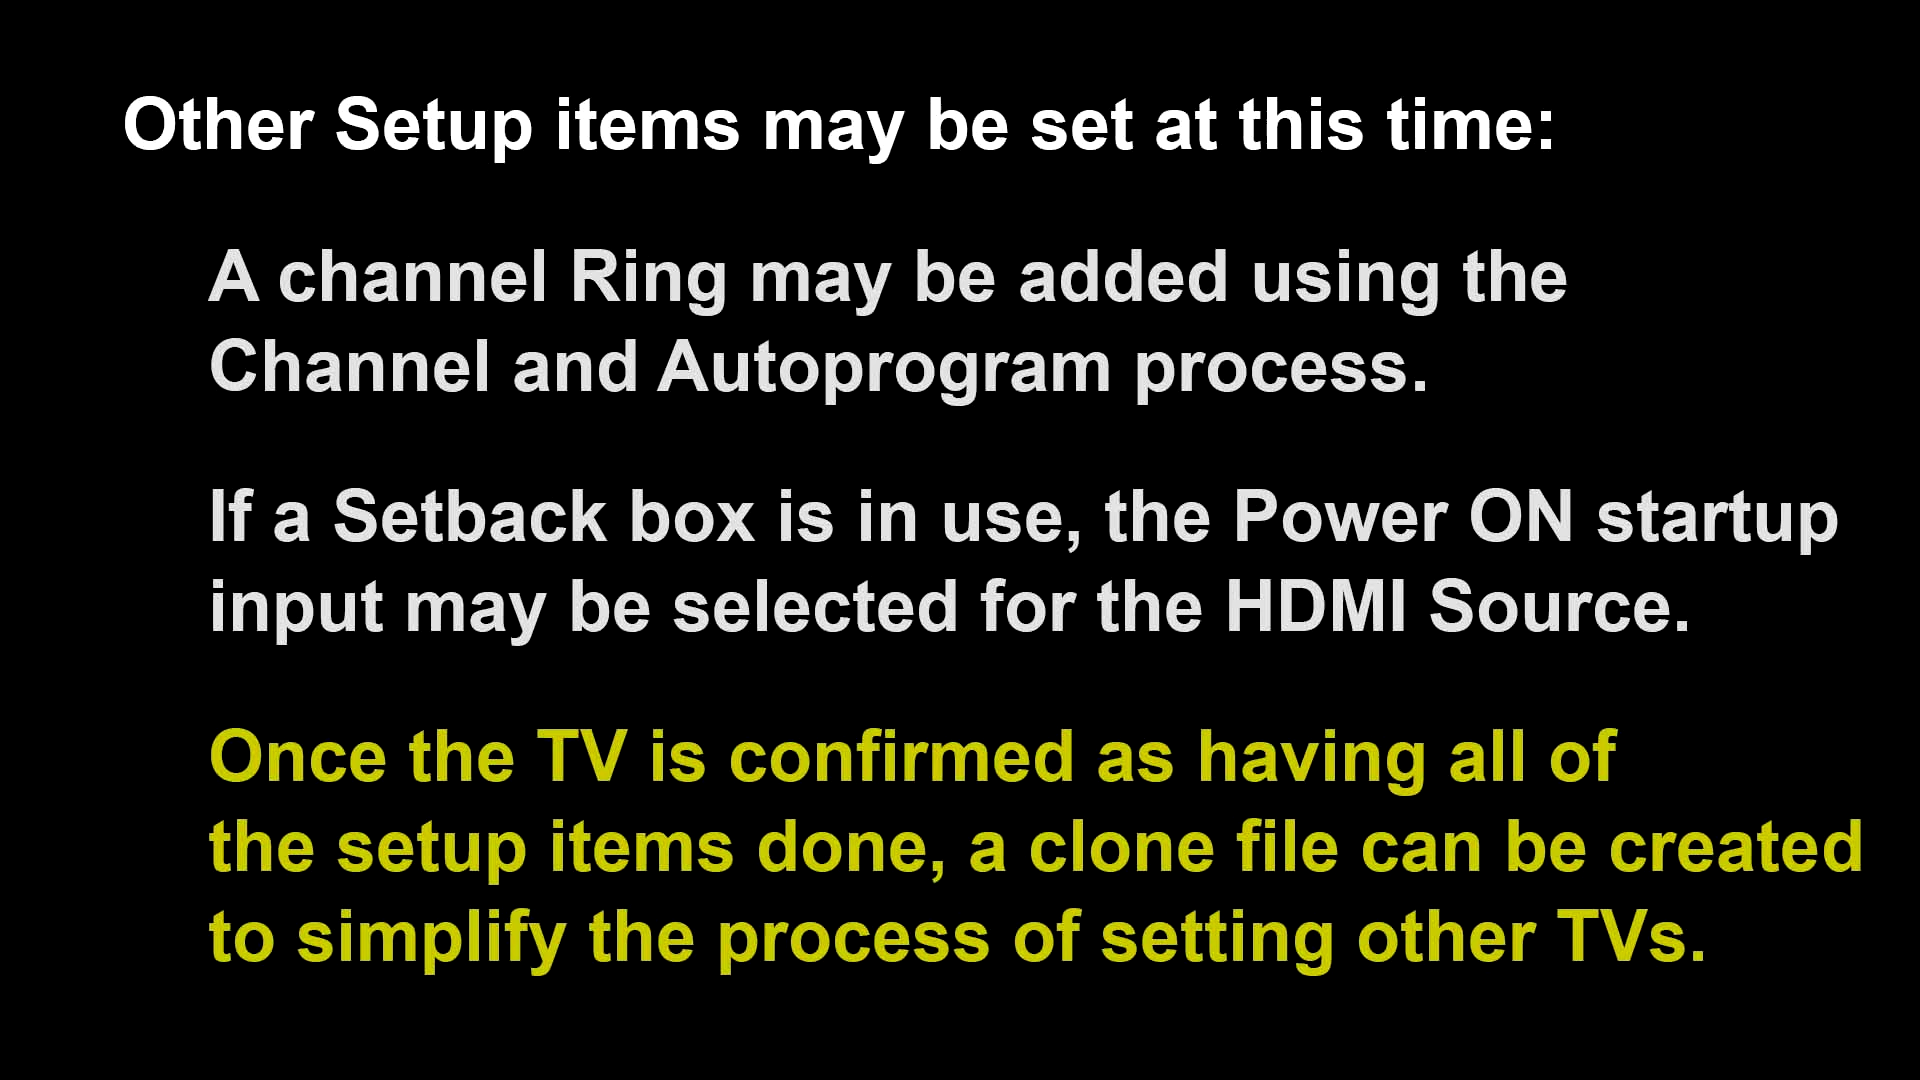 Other Setup items may be set at this time:
A channel Ring may be added using the
Channel and Autoprogram process.
If a Setback box is in use, the Power ON startup
input may be selected for the HDMI Source.
Once the TV is confirmed as having all of
the setup items done, a clone file can be created
to simplify the process of setting other TVs.